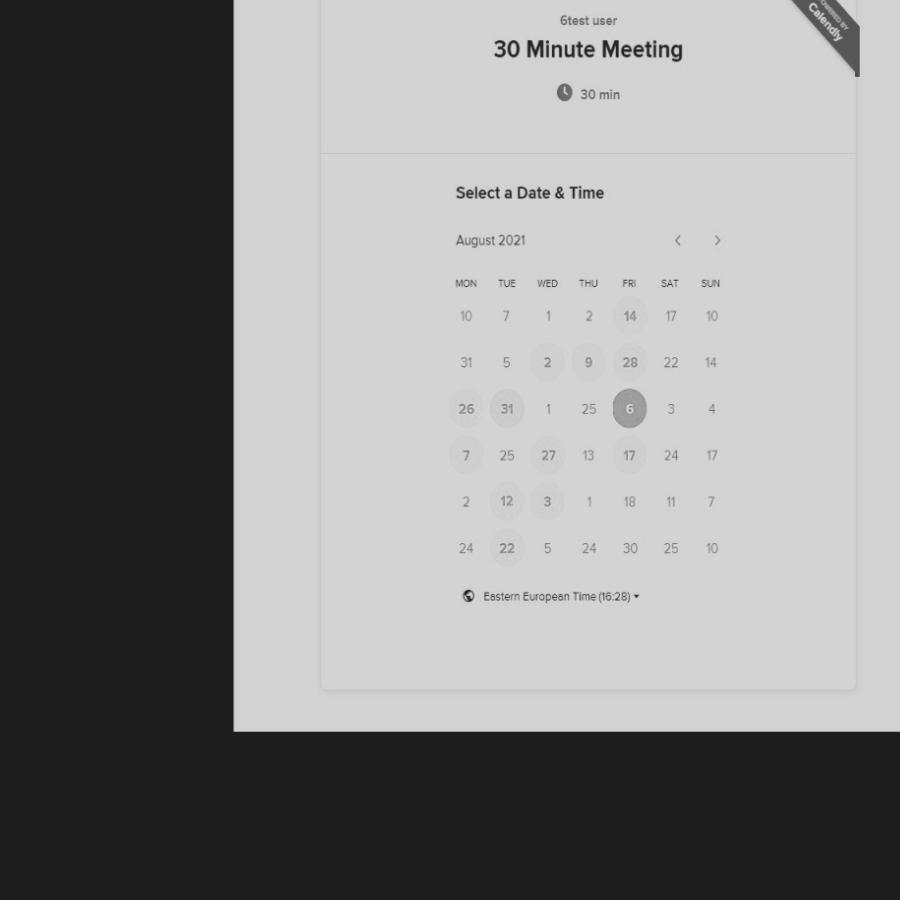 6test user
30 Minute Meeting
30 min
POWERED BY
Calendly
Select a Date & Time
August 2021
MON TUE WED THU FRI SAT SUN
10 7 1 2 14 17 10
31 5 2 9 28 22 14
26 31 1 25 6 3 4
7 25 27 13 17 24 17
2 12 3 1 18 11 7
24 22 5 24 30 25 10
Eastern European Time (16:28)